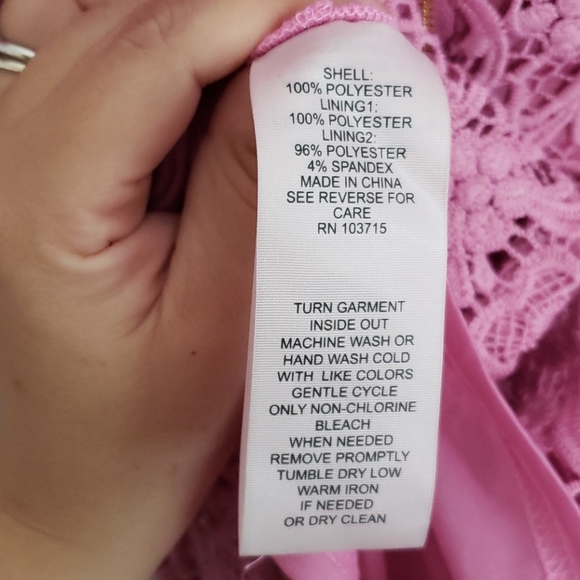 SHELL:
100% POLYESTER
LINING1:
100% POLYESTER
LINING2:
96% POLYESTER
4% SPANDEX
MADE IN CHINA
SEE REVERSE FOR
CARE
RN 103715
TURN GARMENT
INSIDE OUT
MACHINE WASH OR
HAND WASH COLD
WITH LIKE COLORS
GENTLE CYCLE
ONLY NON-CHLORINE
BLEACH
WHEN NEEDED
REMOVE PROMPTLY
TUMBLE DRY LOW
WARM IRON
IF NEEDED
OR DRY CLEAN